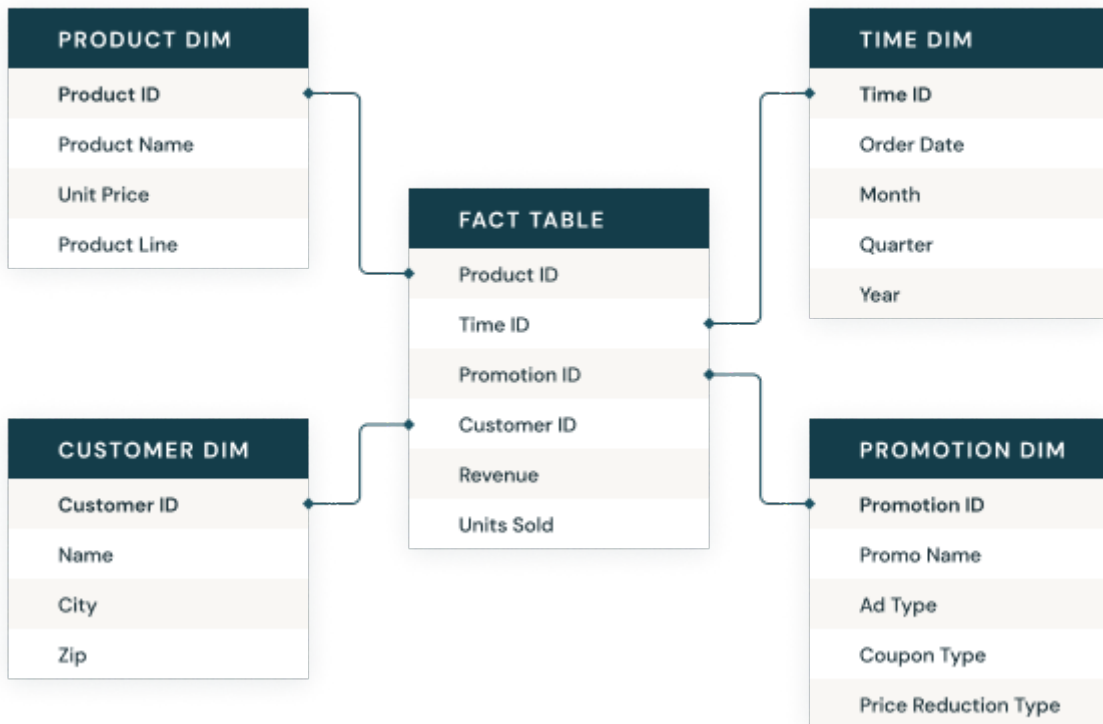 PRODUCT DIM
Product ID
Product Name
Unit Price
Product Line
TIME DIM
Time ID
Order Date
Month
Quarter
Year
FACT TABLE
Product ID
Time ID
Promotion ID
Customer ID
Revenue
Units Sold
CUSTOMER DIM
Customer ID
Name
City
Zip
PROMOTION DIM
Promotion ID
Promo Name
Ad Type
Coupon Type
Price Reduction Type